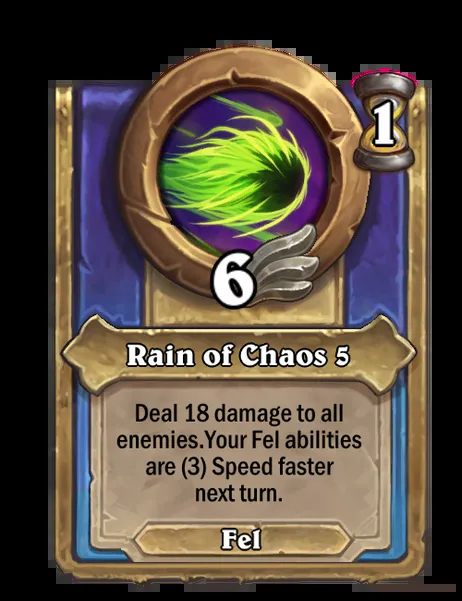 1
6
Rain of Chaos 5
Deal 18 damage to all
enemies.Your Fel abilities
are (3) Speed faster
next turn.
Fel